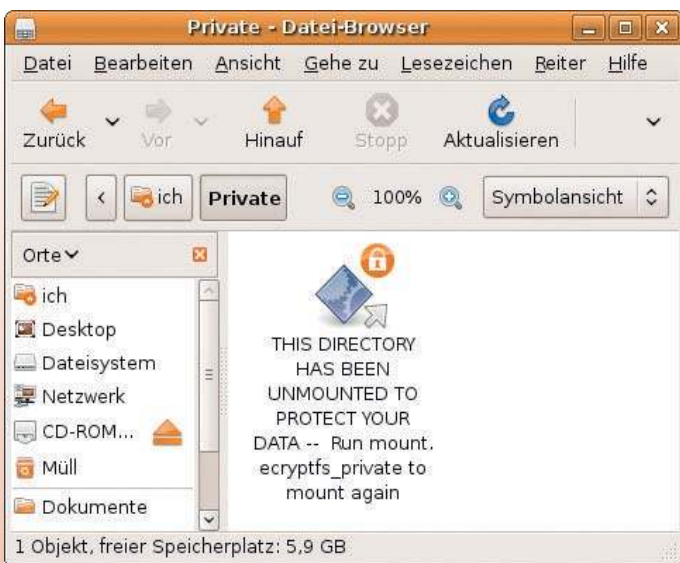 Private - Datei-Browser
Datei Bearbeiten Ansicht Gehe zu Lesezeichen Reiter Hilfe
Zurück Vor Hinauf Stopp Aktualisieren
ich Private 100% Symbolansicht
Orte
ich
Desktop
Dateisystem
Netzwerk
CD-ROM...
Müll
Dokumente
THIS DIRECTORY
HAS BEEN
UNMOUNTED TO
PROTECT YOUR
DATA -- Run mount.
ecryptfs_private to
mount again
1 Objekt, freier Speicherplatz: 5,9 GB